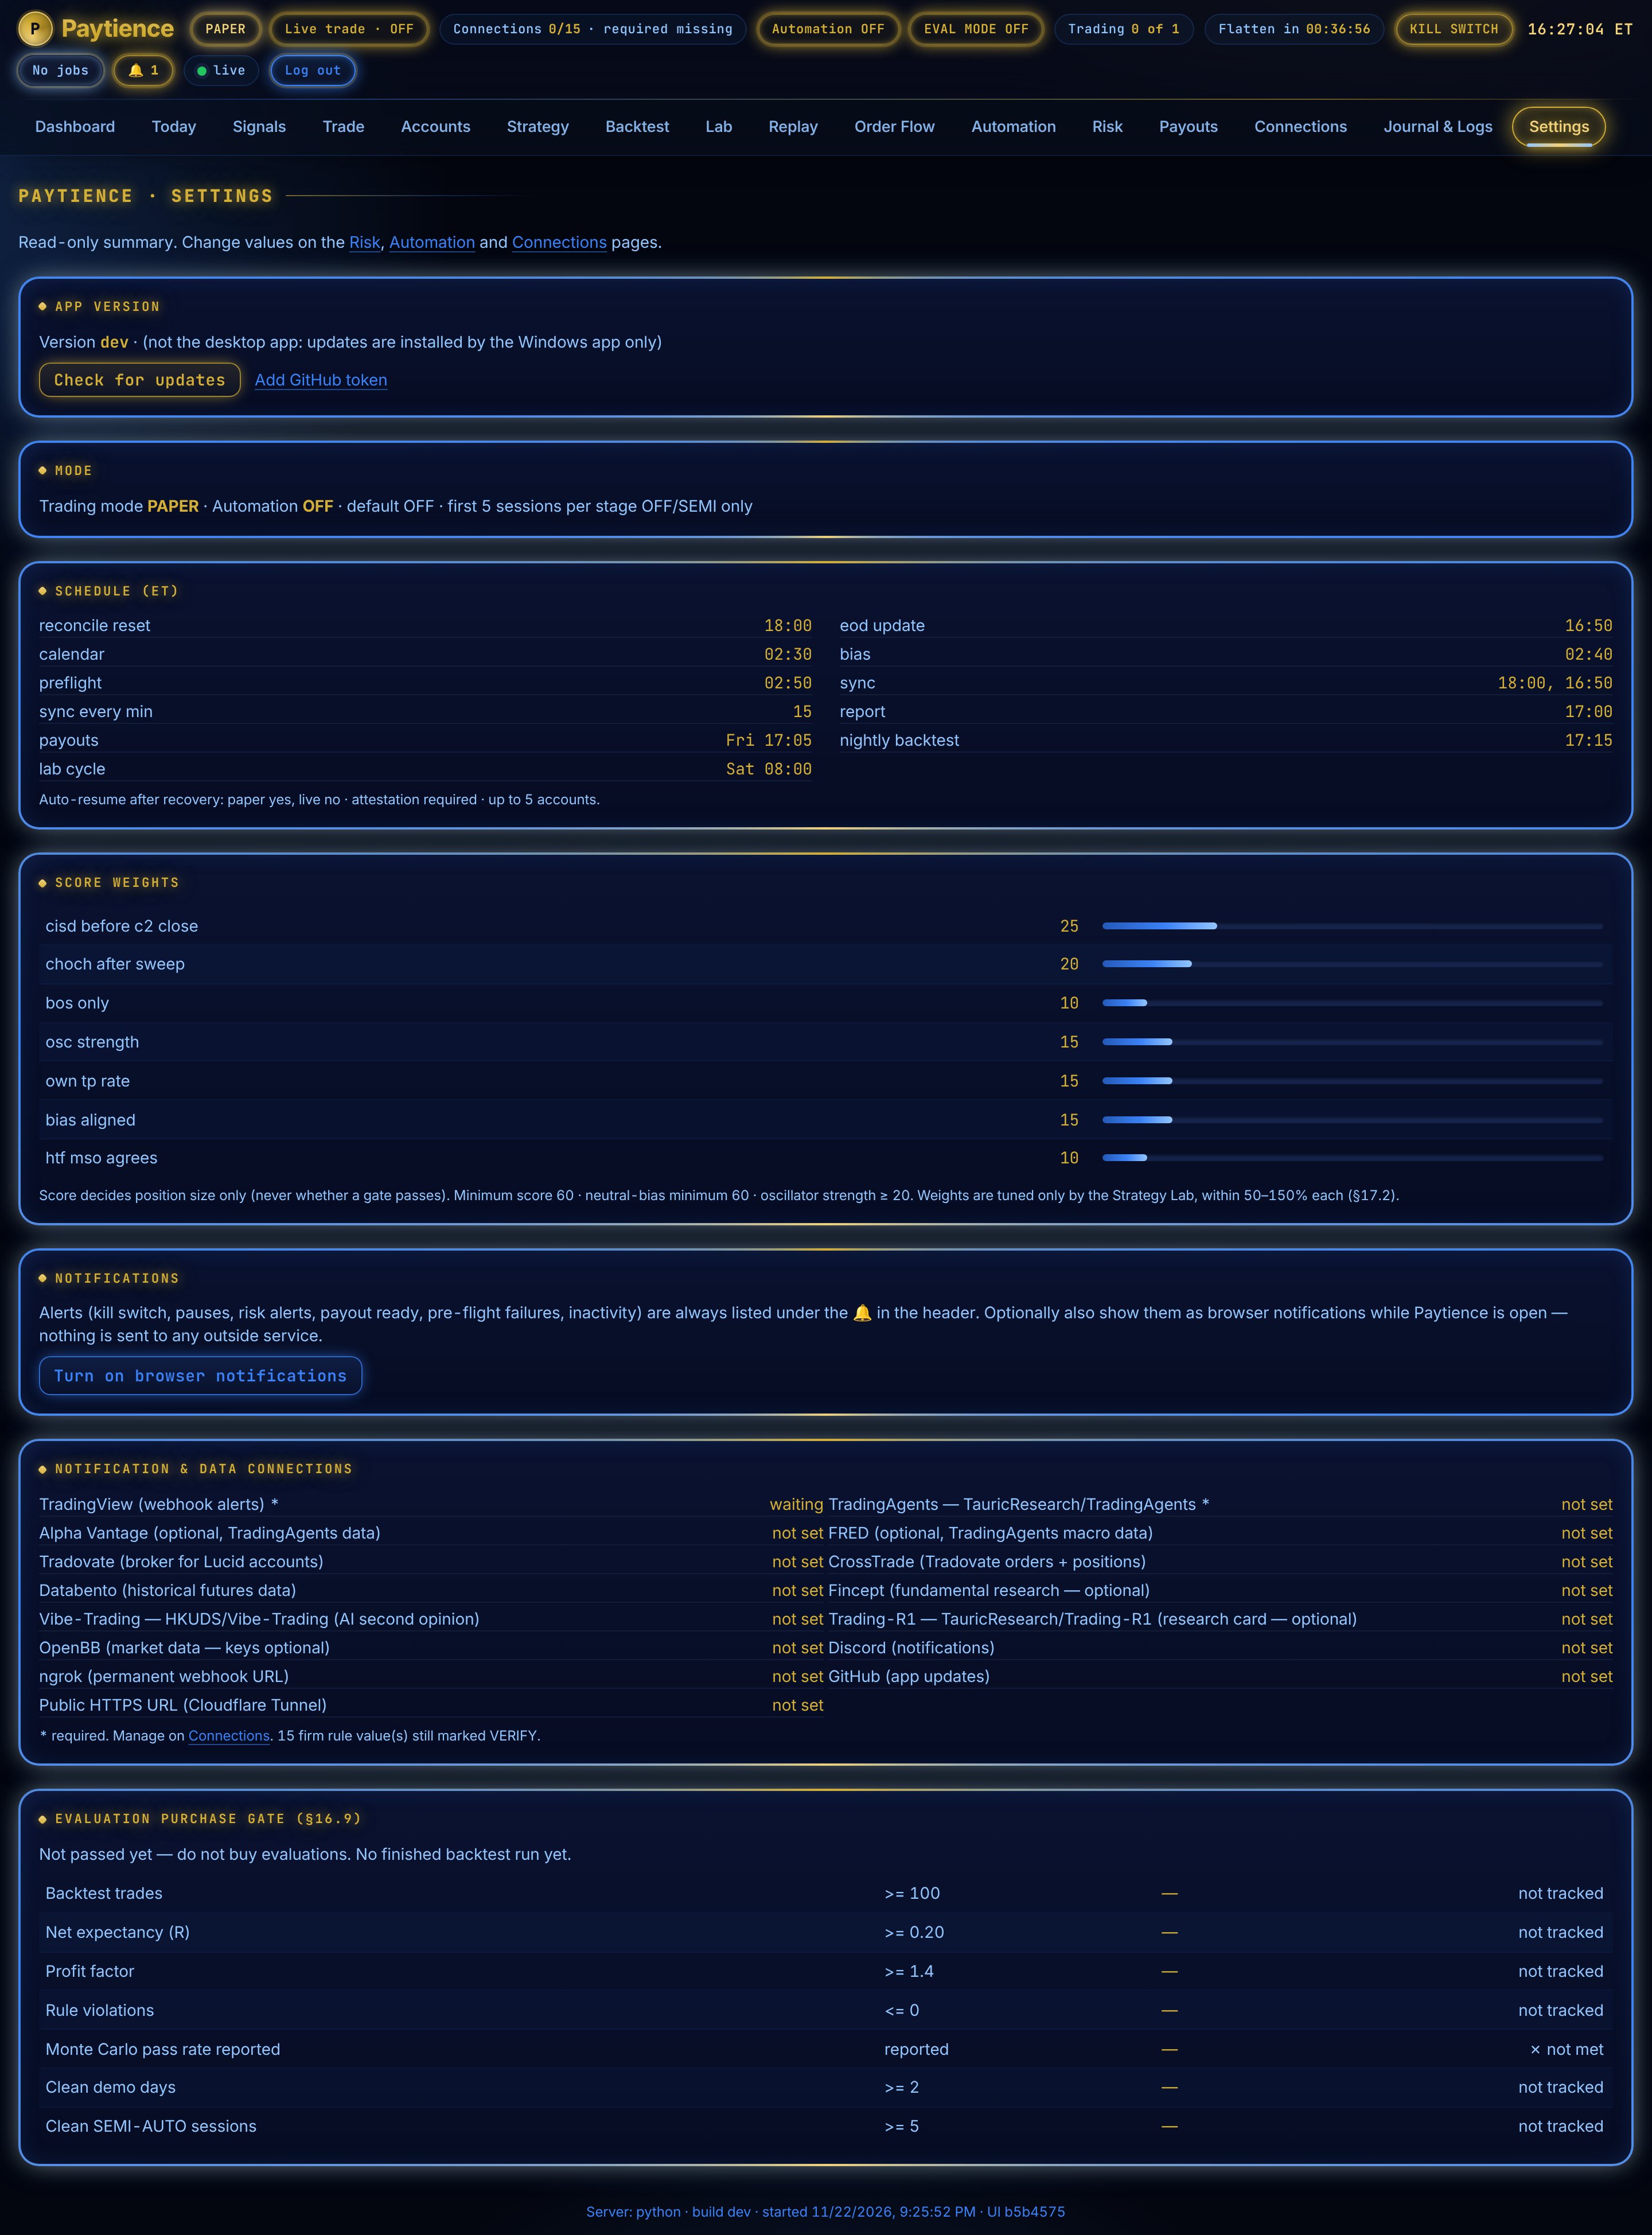 P Paytience PAPER Live trade · OFF Connections 0/15 · required missing Automation OFF EVAL MODE OFF Trading 0 of 1 Flatten in 00:36:56 KILL SWITCH 16:27:04 ET
No jobs 🔔 1 live Log out
Dashboard Today Signals Trade Accounts Strategy Backtest Lab Replay Order Flow Automation Risk Payouts Connections Journal & Logs Settings
PAYTIENCE · SETTINGS
Read-only summary. Change values on the Risk, Automation and Connections pages.
APP VERSION
Version dev · (not the desktop app: updates are installed by the Windows app only)
Check for updates Add GitHub token
MODE
Trading mode PAPER · Automation OFF · default OFF · first 5 sessions per stage OFF/SEMI only
SCHEDULE (ET)
reconcile reset 18:00 eod update 16:50
calendar 02:30 bias 02:40
preflight 02:50 sync 18:00, 16:50
sync every min 15 report 17:00
payouts Fri 17:05 nightly backtest 17:15
lab cycle Sat 08:00
Auto-resume after recovery: paper yes, live no · attestation required · up to 5 accounts.
SCORE WEIGHTS
cisd before c2 close 25
choch after sweep 20
bos only 10
osc strength 15
own tp rate 15
bias aligned 15
htf mso agrees 10
Score decides position size only (never whether a gate passes). Minimum score 60 · neutral-bias minimum 60 · oscillator strength ≥ 20. Weights are tuned only by the Strategy Lab, within 50–150% each (§17.2).
NOTIFICATIONS
Alerts (kill switch, pauses, risk alerts, payout ready, pre-flight failures, inactivity) are always listed under the 🔔 in the header. Optionally also show them as browser notifications while Paytience is open —
nothing is sent to any outside service.
Turn on browser notifications
NOTIFICATION & DATA CONNECTIONS
TradingView (webhook alerts) * waiting TradingAgents — TauricResearch/TradingAgents * not set
Alpha Vantage (optional, TradingAgents data) not set FRED (optional, TradingAgents macro data) not set
Tradovate (broker for Lucid accounts) not set CrossTrade (Tradovate orders + positions) not set
Databento (historical futures data) not set Fincept (fundamental research — optional) not set
Vibe-Trading — HKUDS/Vibe-Trading (AI second opinion) not set Trading-R1 — TauricResearch/Trading-R1 (research card — optional) not set
OpenBB (market data — keys optional) not set Discord (notifications) not set
ngrok (permanent webhook URL) not set GitHub (app updates) not set
Public HTTPS URL (Cloudflare Tunnel) not set
* required. Manage on Connections. 15 firm rule value(s) still marked VERIFY.
EVALUATION PURCHASE GATE (§16.9)
Not passed yet — do not buy evaluations. No finished backtest run yet.
Backtest trades >= 100 — not tracked
Net expectancy (R) >= 0.20 — not tracked
Profit factor >= 1.4 — not tracked
Rule violations <= 0 — not tracked
Monte Carlo pass rate reported reported — × not met
Clean demo days >= 2 — not tracked
Clean SEMI-AUTO sessions >= 5 — not tracked
Server: python · build dev · started 11/22/2026, 9:25:52 PM · UI b5b4575